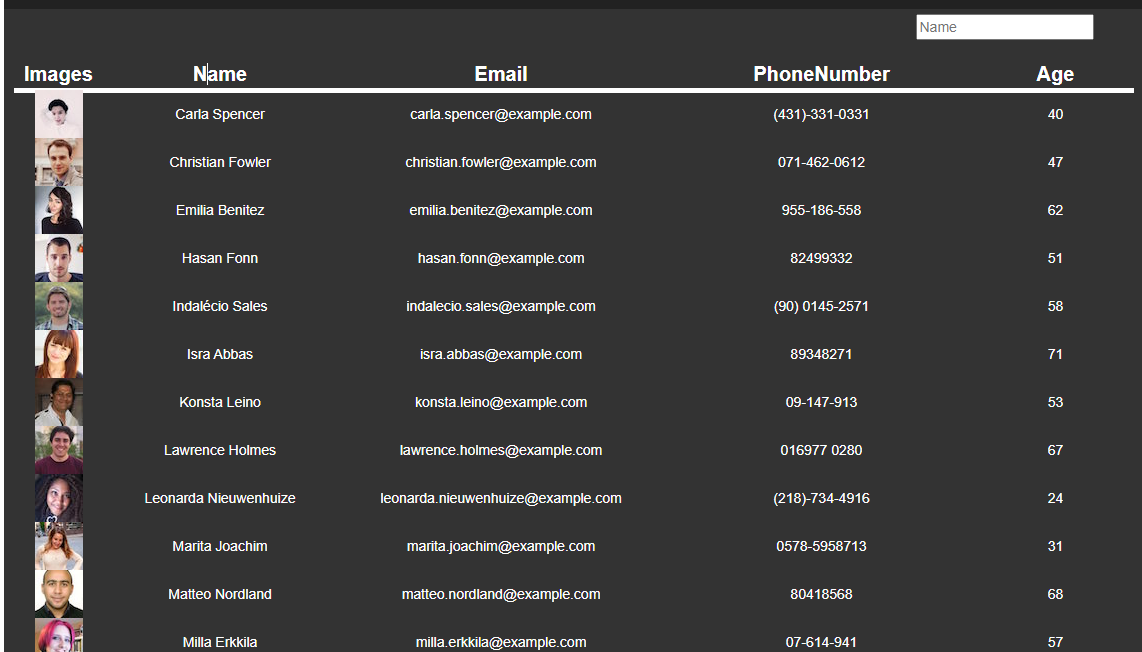 Name
Images Name Email PhoneNumber Age
Carla Spencer carla.spencer@example.com (431)-331-0331 40
Christian Fowler christian.fowler@example.com 071-462-0612 47
Emilia Benitez emilia.benitez@example.com 955-186-558 62
Hasan Fonn hasan.fonn@example.com 82499332 51
Indalécio Sales indalecio.sales@example.com (90) 0145-2571 58
Isra Abbas isra.abbas@example.com 89348271 71
Konsta Leino konsta.leino@example.com 09-147-913 53
Lawrence Holmes lawrence.holmes@example.com 016977 0280 67
Leonarda Nieuwenhuize leonarda.nieuwenhuize@example.com (218)-734-4916 24
Marita Joachim marita.joachim@example.com 0578-5958713 31
Matteo Nordland matteo.nordland@example.com 80418568 68
Milla Erkkila milla.erkkila@example.com 07-614-941 57